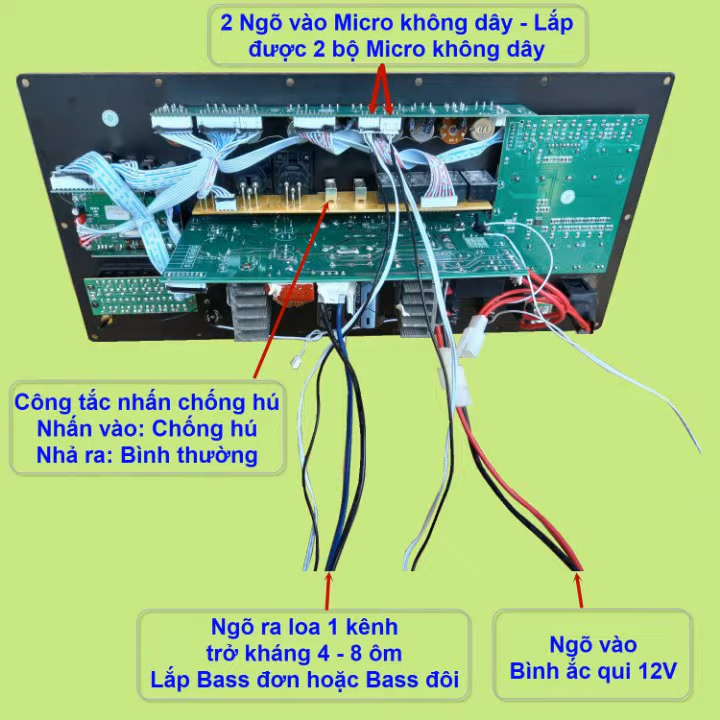 2 Ngõ vào Micro không dây - Lắp
được 2 bộ Micro không dây
Công tắc nhấn chống hú
Nhấn vào: Chống hú
Nhả ra: Bình thường
Ngõ ra loa 1 kênh
trở kháng 4 - 8 ôm
Lắp Bass đơn hoặc Bass đôi
Ngõ vào
Bình ắc qui 12V